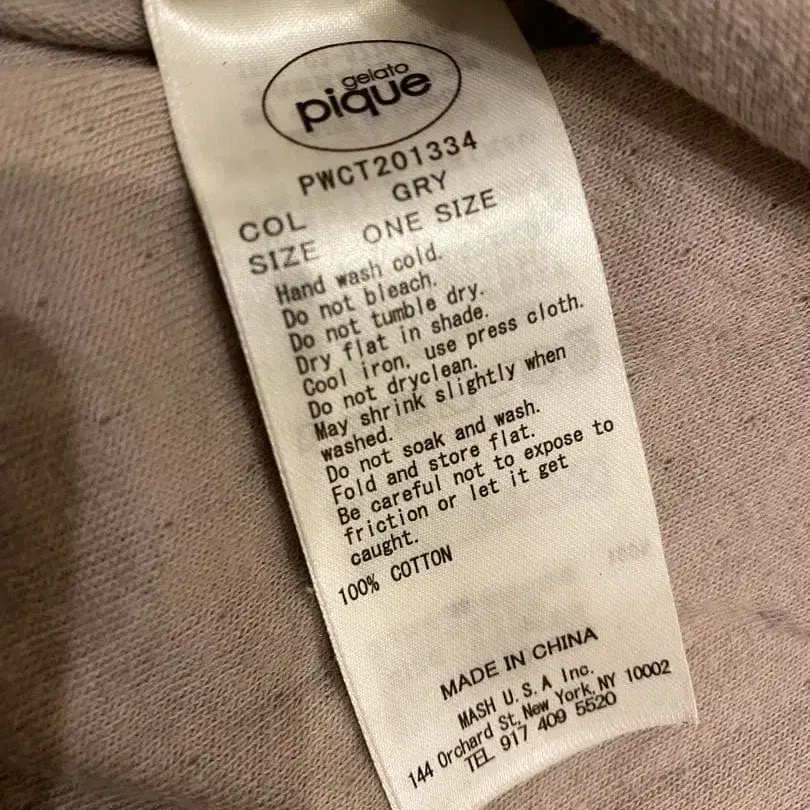 gelato
pique
PWCT201334
COL GRY
SIZE ONE SIZE
Hand wash cold.
Do not bleach.
Do not tumble dry.
Dry flat in shade.
Cool iron, use press cloth.
Do not dryclean.
May shrink slightly when
washed.
Do not soak and wash.
Fold and store flat.
Be careful not to expose to
friction or let it get
caught.
100% COTTON
MADE IN CHINA
MASH U.S.A Inc.
144 Orchard St, New York, NY 10002
TEL 917 409 5520